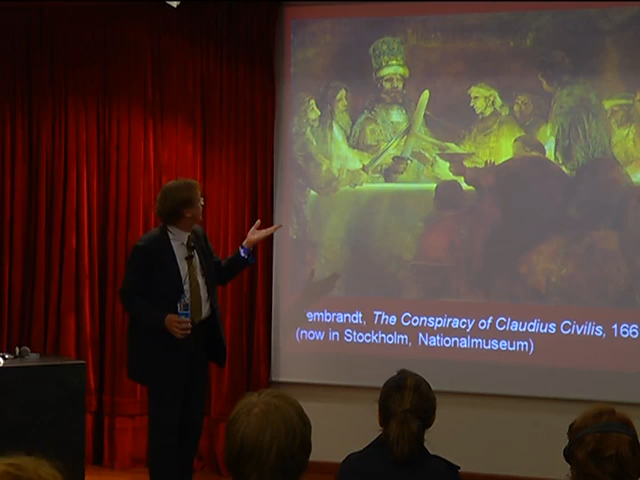 embrandt, The Conspiracy of Claudius Civilis, 166
(now in Stockholm, Nationalmuseum)